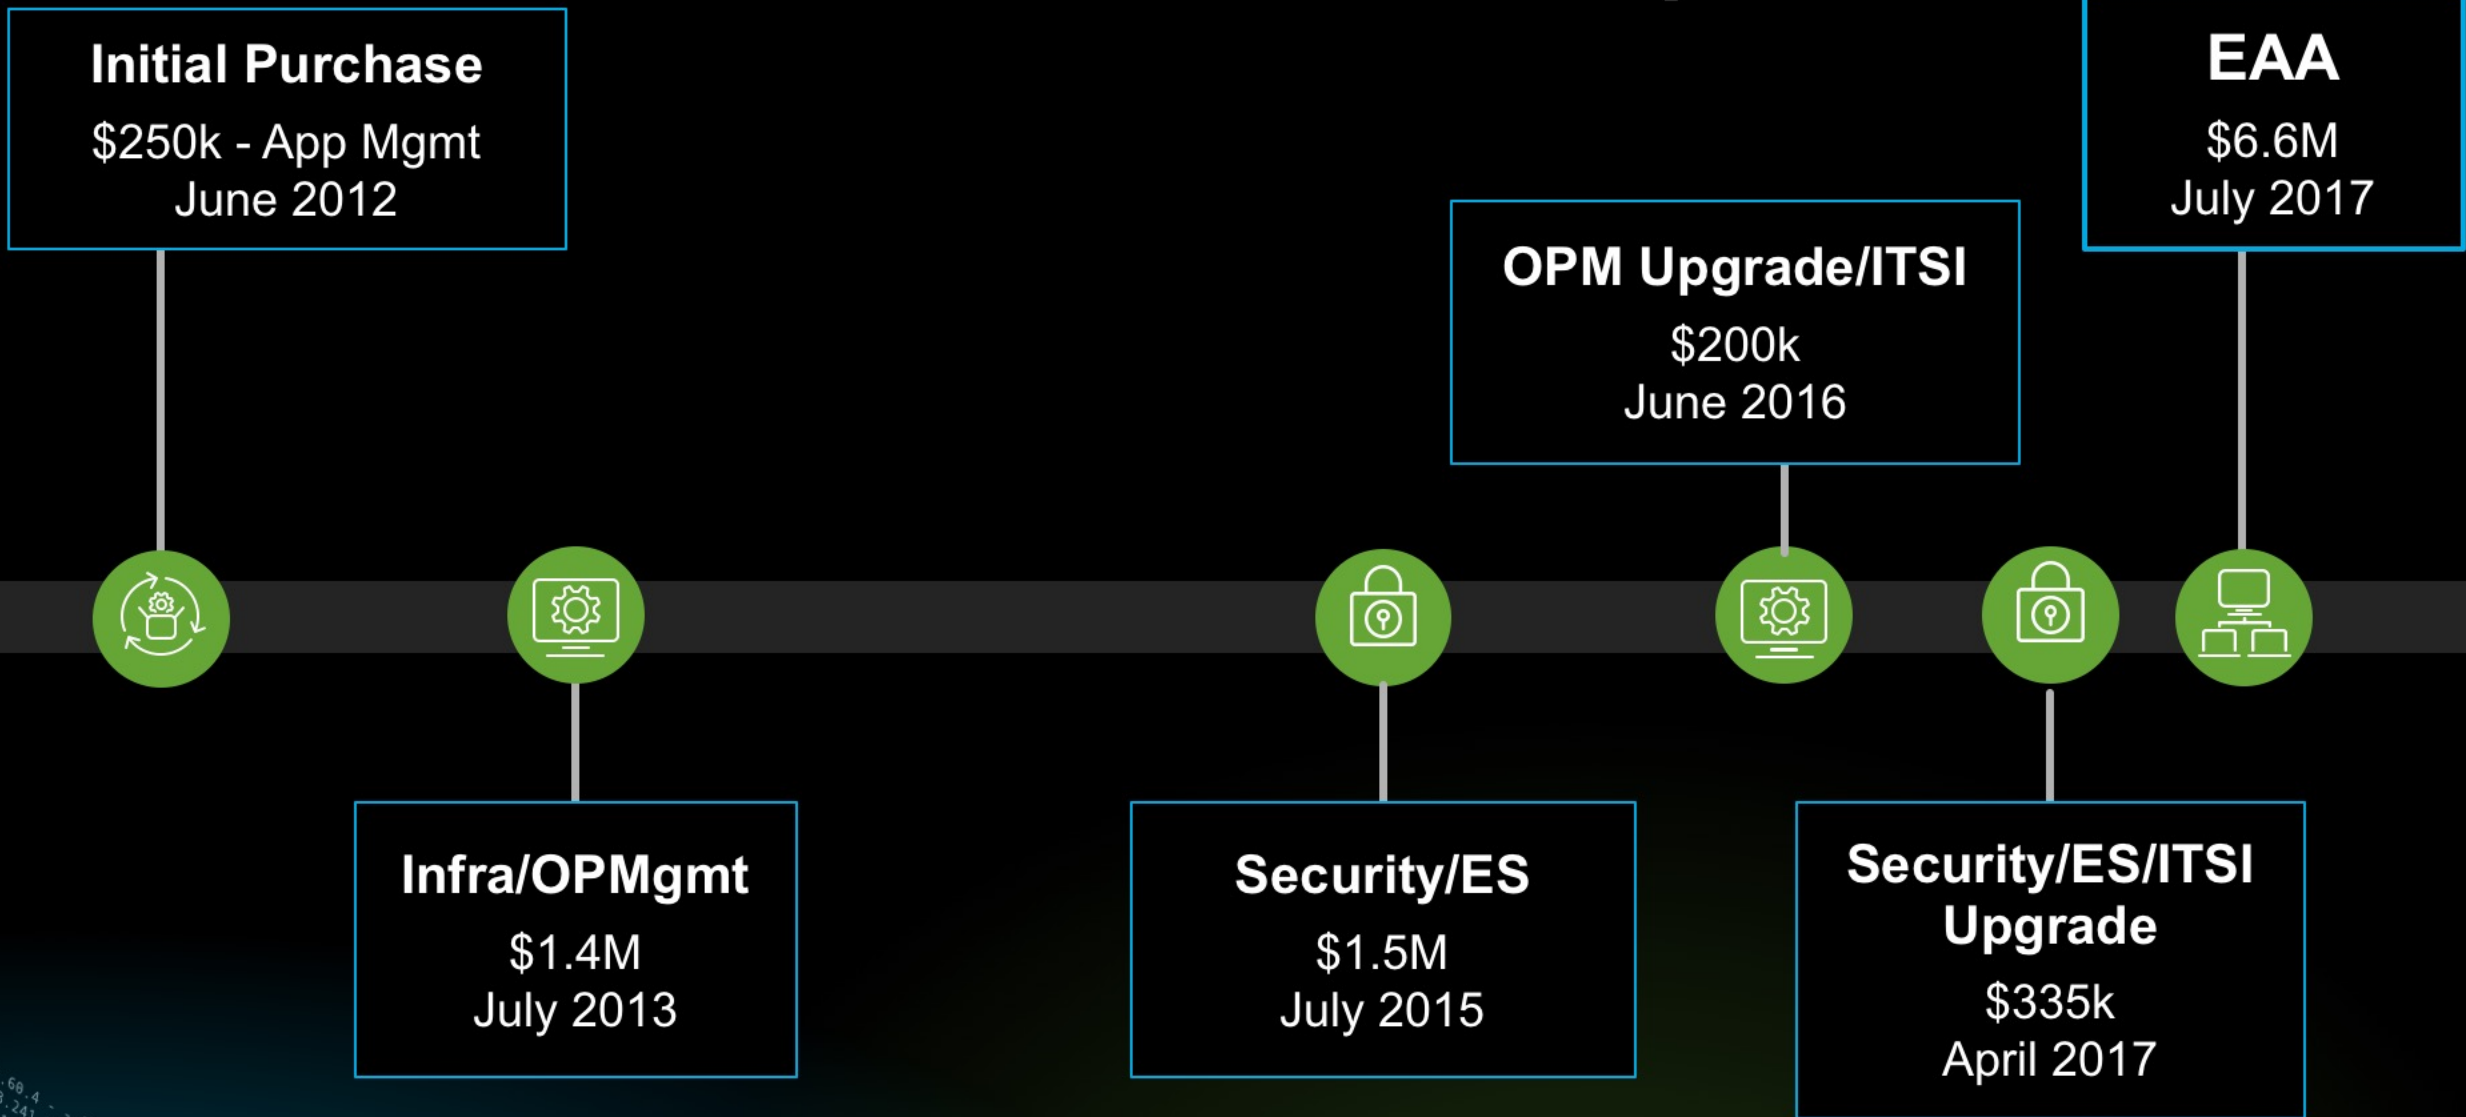 Initial Purchase
$250k - App Mgmt
June 2012
Infra/OPMgmt
$1.4M
July 2013
Security/ES
$1.5M
July 2015
OPM Upgrade/ITSI
$200k
June 2016
Security/ES/ITSI
Upgrade
$335k
April 2017
EAA
$6.6M
July 2017